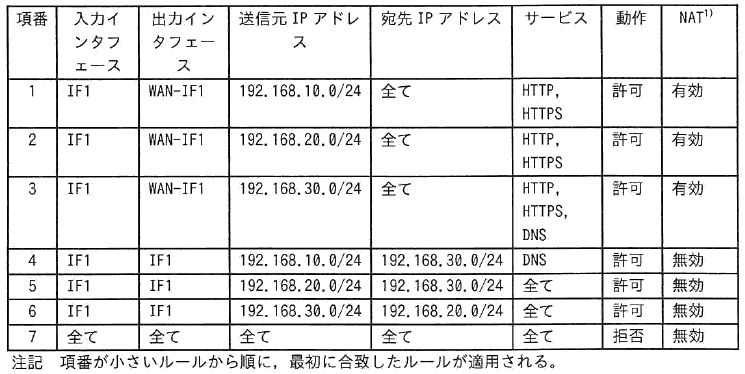 項番 入力インタフェース 出力インタフェース 送信元 IP アドレス 宛先 IP アドレス サービス 動作 NAT1)
1 IF1 WAN-IF1 192.168.10.0/24 全て HTTP, HTTPS 許可 有効
2 IF1 WAN-IF1 192.168.20.0/24 全て HTTP, HTTPS 許可 有効
3 IF1 WAN-IF1 192.168.30.0/24 全て HTTP, HTTPS, DNS 許可 有効
4 IF1 IF1 192.168.10.0/24 192.168.30.0/24 DNS 許可 無効
5 IF1 IF1 192.168.20.0/24 192.168.30.0/24 全て 許可 無効
6 IF1 IF1 192.168.30.0/24 192.168.20.0/24 全て 許可 無効
7 全て 全て 全て 全て 全て 拒否 無効
注記 項番が小さいルールから順に，最初に合致したルールが適用される。